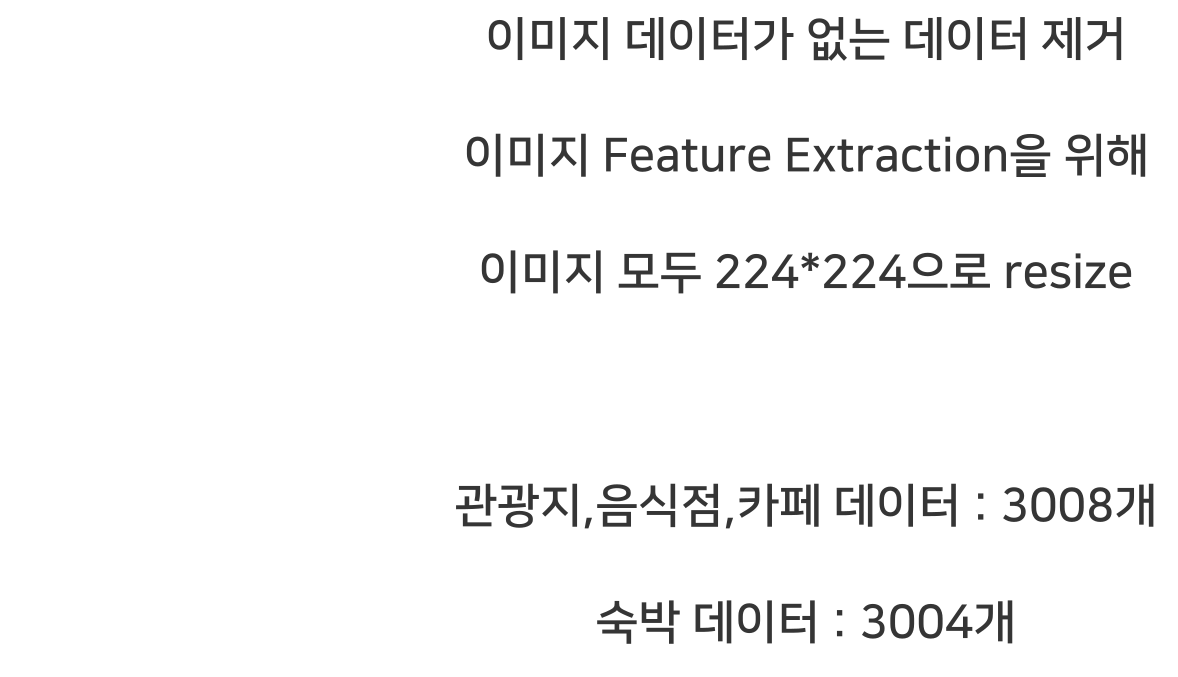 이미지 데이터가 없는 데이터 제거
이미지 Feature Extraction을 위해
이미지 모두 224*224으로 resize
관광지,음식점,카페 데이터 : 3008개
숙박 데이터 : 3004개